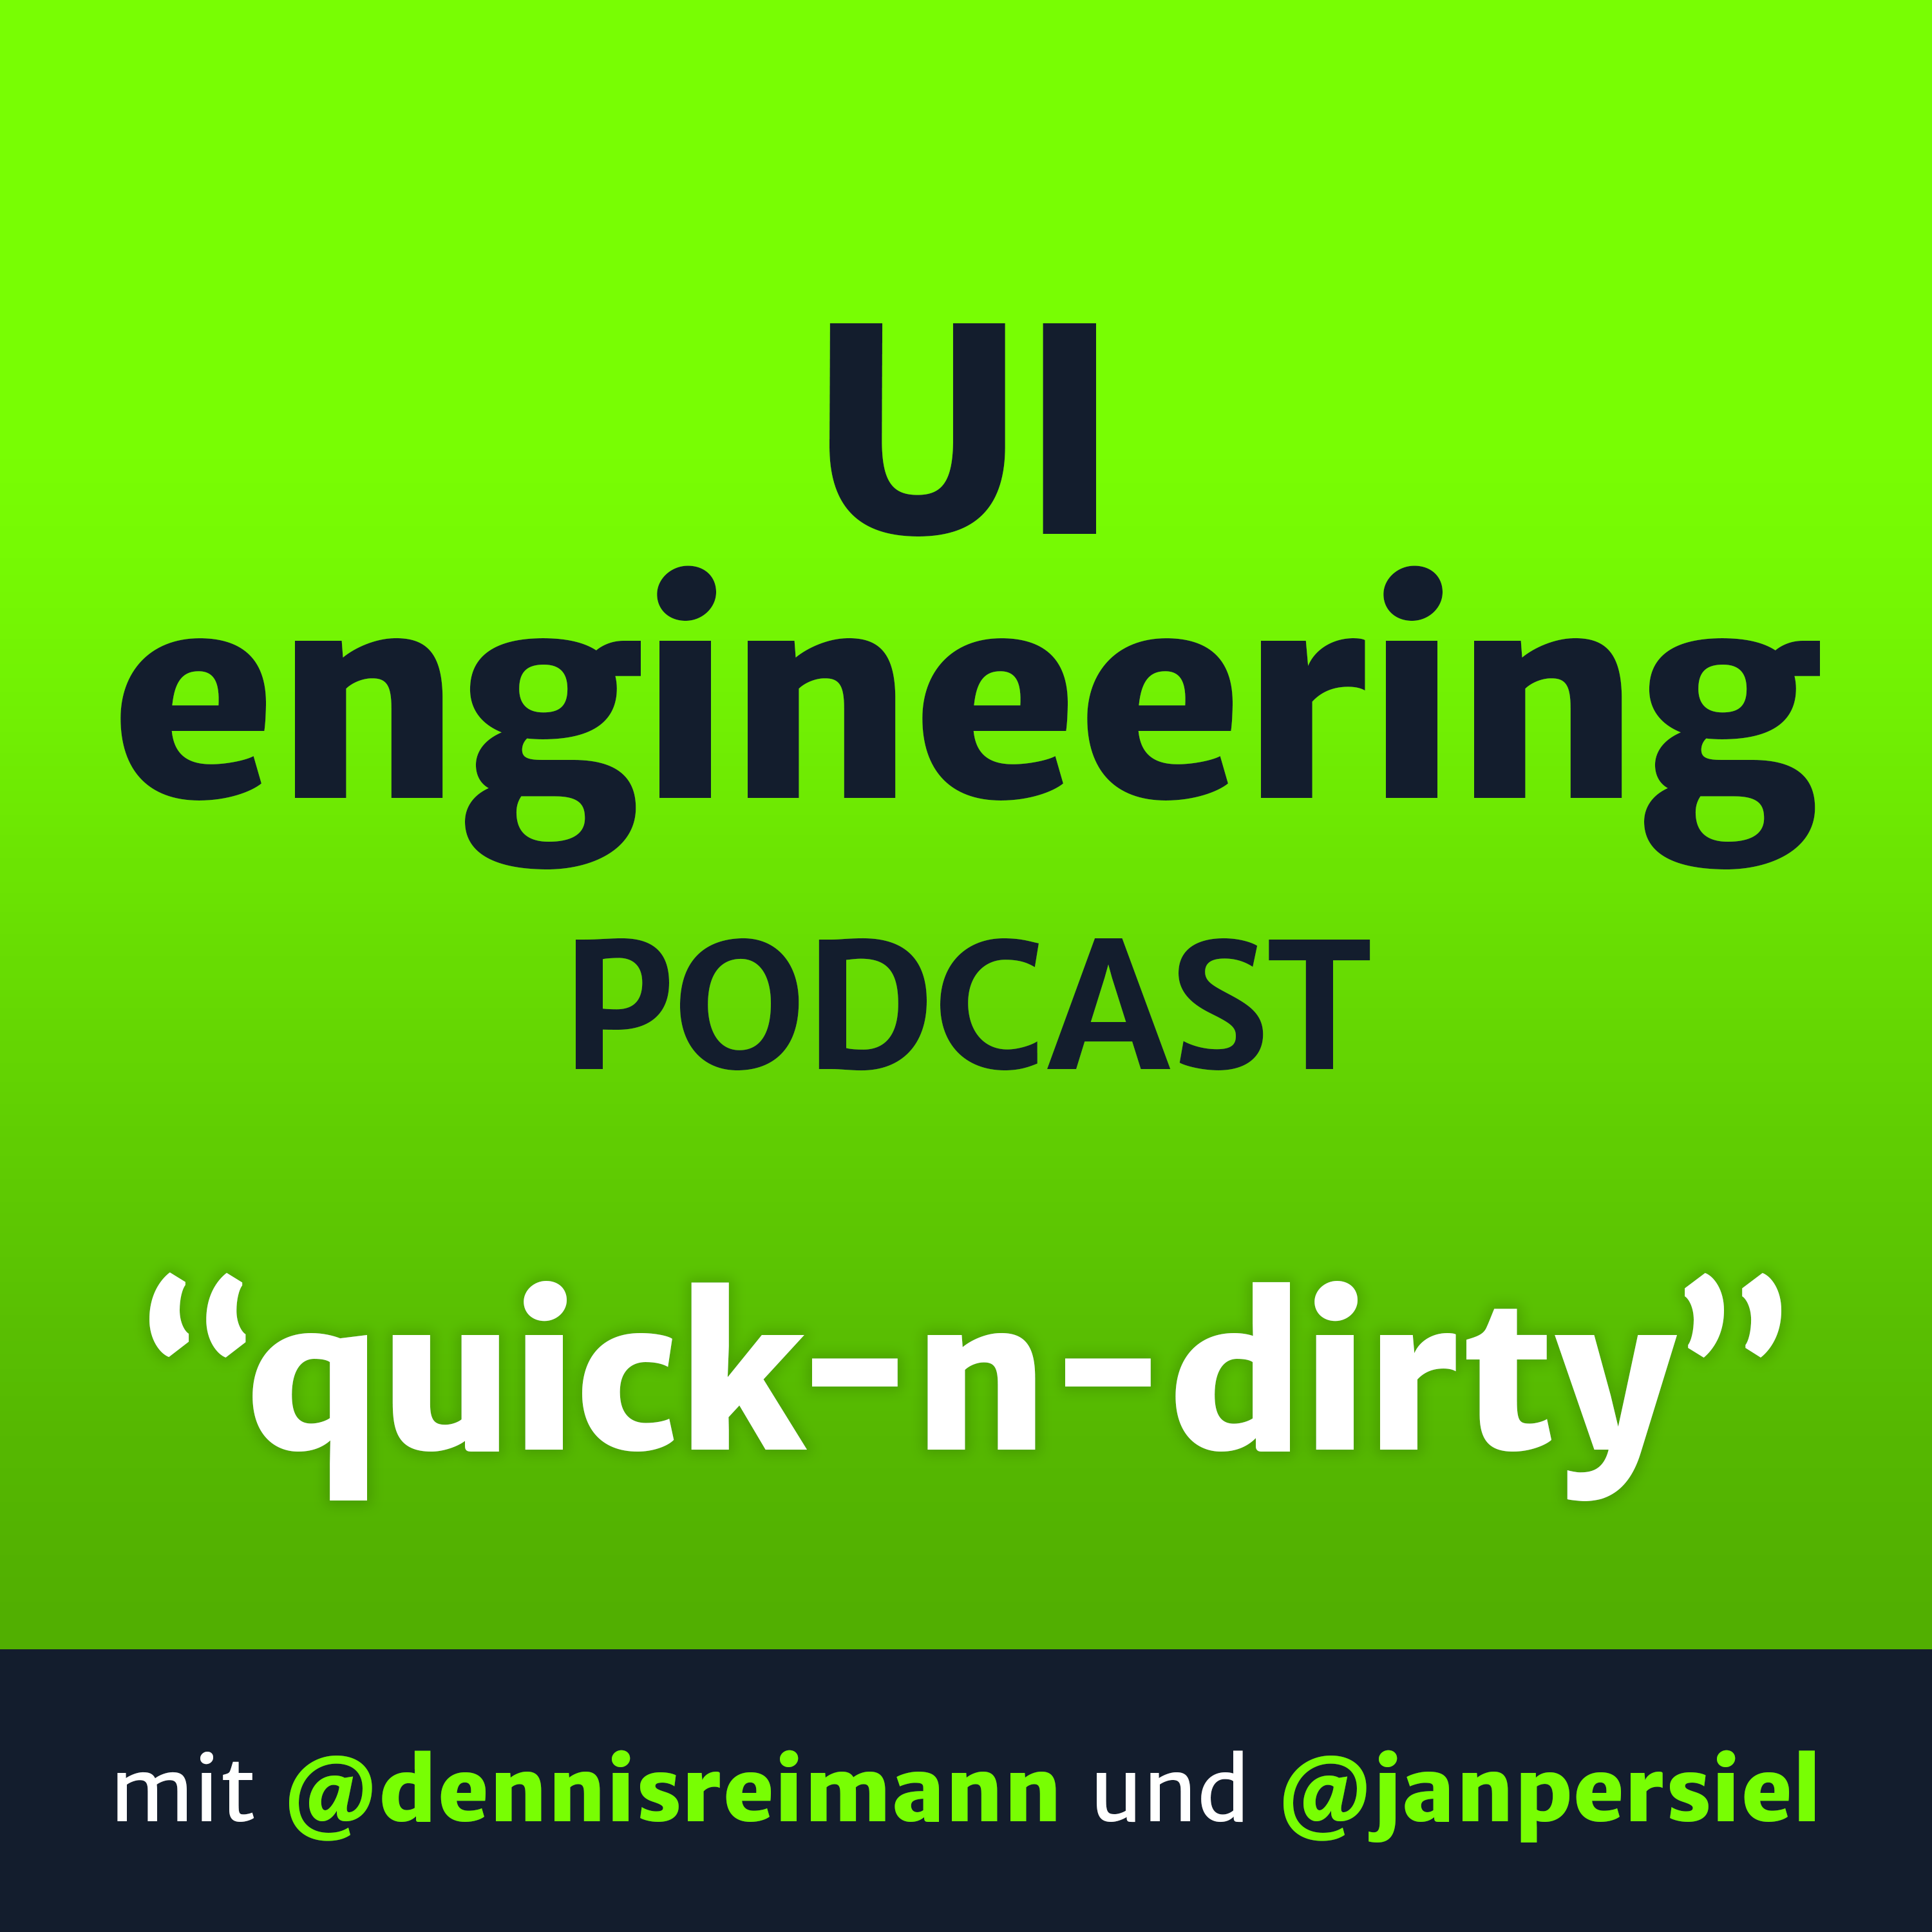 UI
engineering
PODCAST
“quick-n-dirty”
mit @dennisreimann und @janpersiel